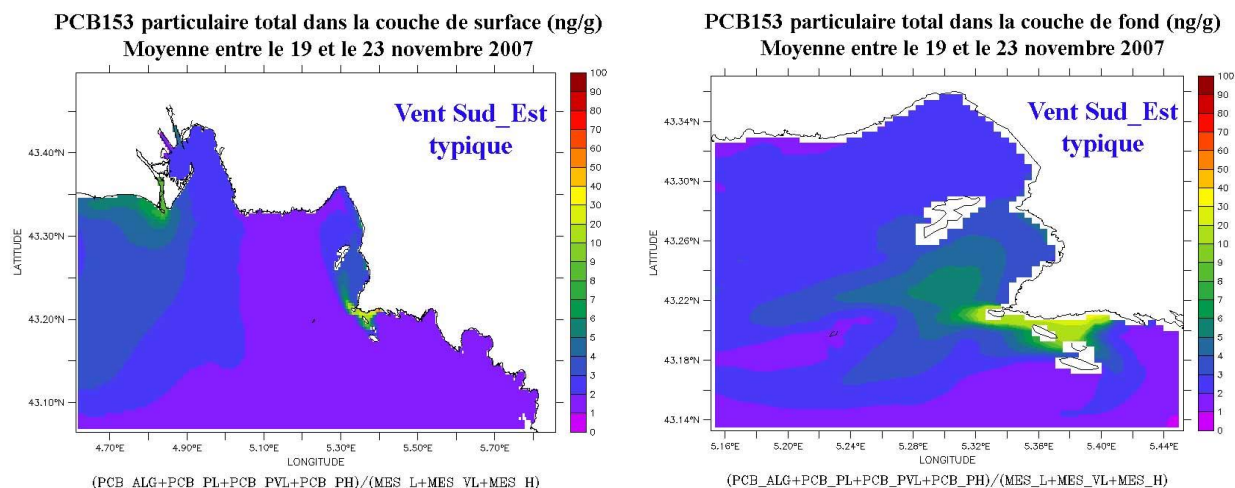 PCB153 particulaire total dans la couche de surface (ng/g)
Moyenne entre le 19 et le 23 novembre 2007
Vent Sud_Est
typique
100
90
80
70
60
50
40
30
20
10
9
8
7
6
5
4
3
2
1
0
43.40°N
43.30°N
43.20°N
43.10°N
LATITUDE
4.70°E 4.90°E 5.10°E 5.30°E 5.50°E 5.70°E
LONGITUDE
(PCB_ALG+PCB_PL+PCB_PVL+PCB_PH)/(MES_L+MES_VL+MES_H)
PCB153 particulaire total dans la couche de fond (ng/g)
Moyenne entre le 19 et le 23 novembre 2007
Vent Sud_Est
typique
100
90
80
70
60
50
40
30
20
10
9
8
7
6
5
4
3
2
1
0
43.34°N
43.30°N
43.26°N
43.22°N
43.18°N
43.14°N
LATITUDE
5.16°E 5.20°E 5.24°E 5.28°E 5.32°E 5.36°E 5.40°E 5.44°E
LONGITUDE
(PCB_ALG+PCB_PL+PCB_PVL+PCB_PH)/(MES_L+MES_VL+MES_H)